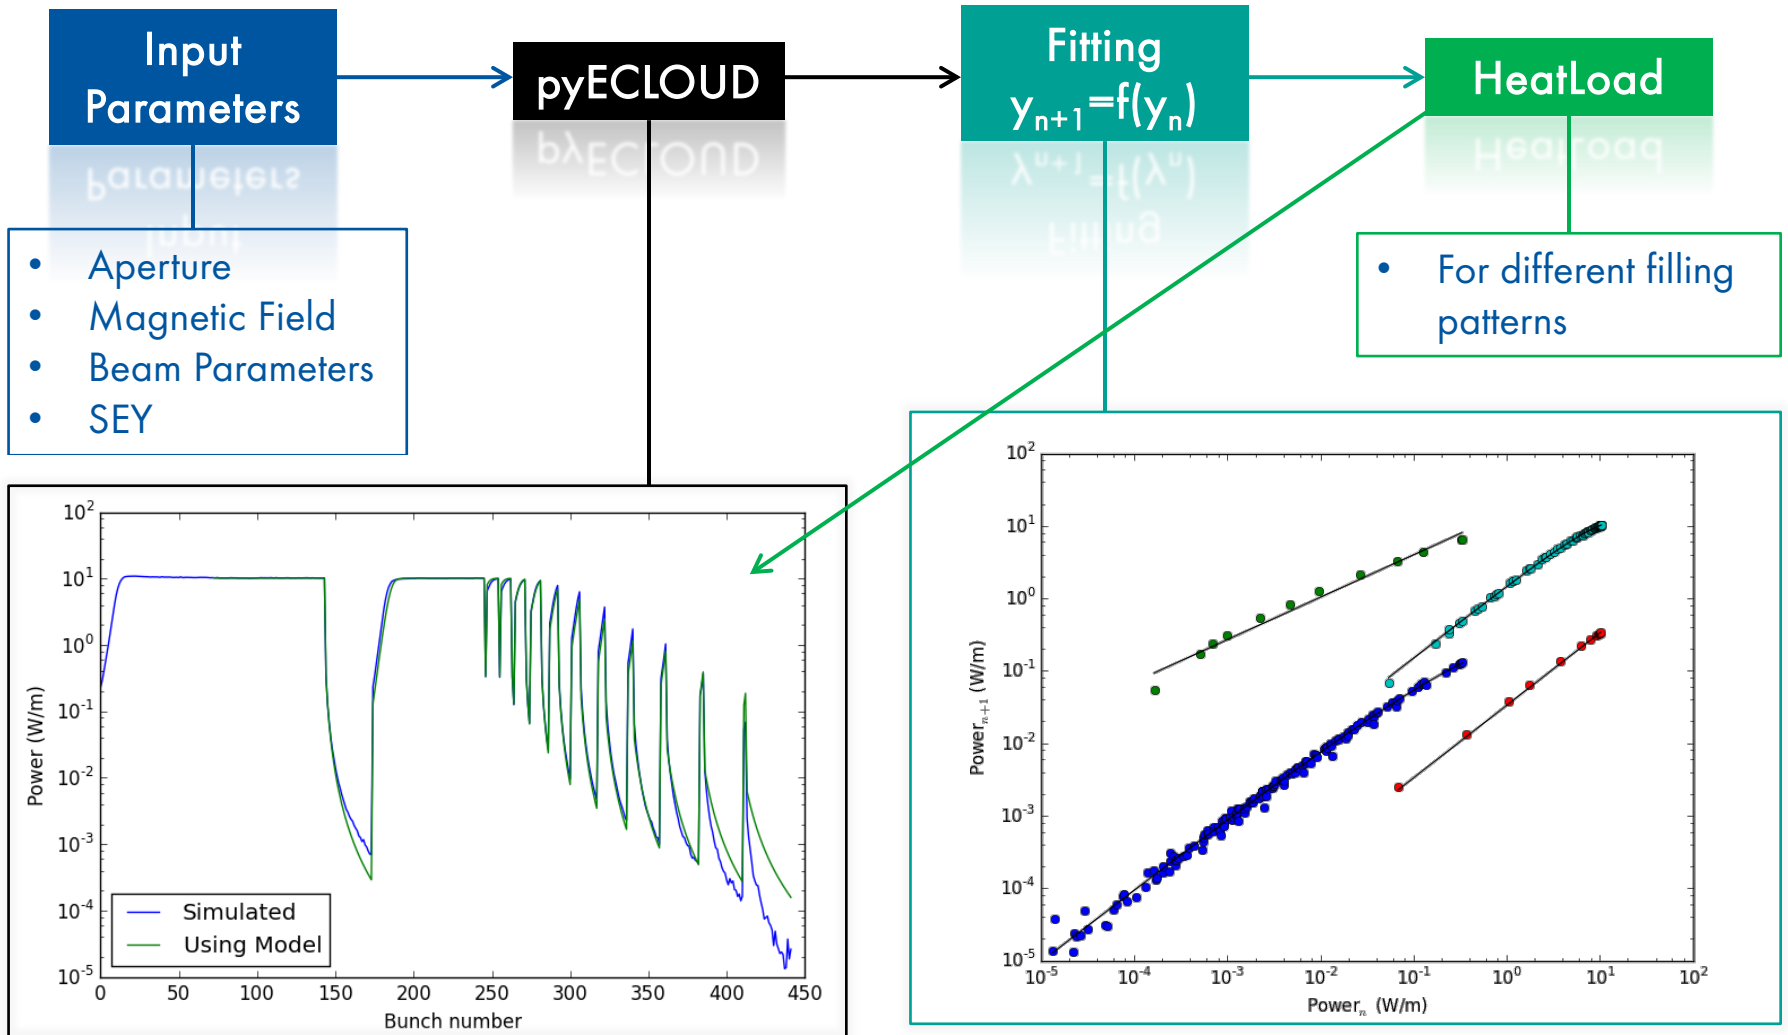 Input
Parameters
pyECLOUD
Fitting
yn+1=f(yn)
HeatLoad
• Aperture
• Magnetic Field
• Beam Parameters
• SEY
• For different filling
patterns
10^2
10^1
10^0
10^-1
10^-2
10^-3
10^-4
10^-5
Power (W/m)
Simulated
Using Model
0 50 100 150 200 250 300 350 400 450
Bunch number
10^2
10^1
10^0
10^-1
10^-2
10^-3
10^-4
10^-5
Power_{n+1} (W/m)
10^-5 10^-4 10^-3 10^-2 10^-1 10^0 10^1 10^2
Power_n (W/m)